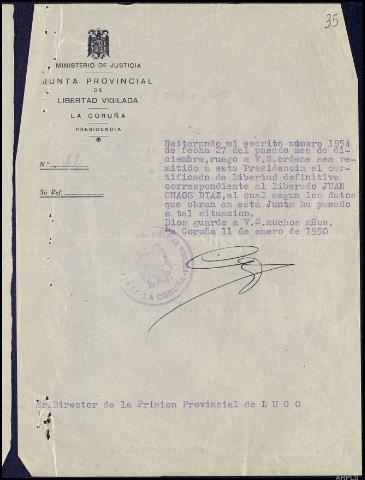 35
MINISTERIO DE JUSTICIA
JUNTA PROVINCIAL
DE
LIBERTAD VIGILADA
LA CORUÑA
PRESIDENCIA
N.º
Su Ref.
Reiterando mi escrito número 1954
de fecha 27 del pasado mes de di-
ciembre, ruego a V.S. ordene sea re-
mitido a esta Presidencia el cer-
tificado de libertad definitiva
correspondiente al liberado JUAN
CHAOS DIAZ, el cual segun los datos
que obran en esta Junta ha pasado
a tal situacion.
Dios guarde a V.S. muchos años.
La Coruña 11 de enero de 1950
LA CORUÑA
Sr. Director de la Prision Provincial de L U G O